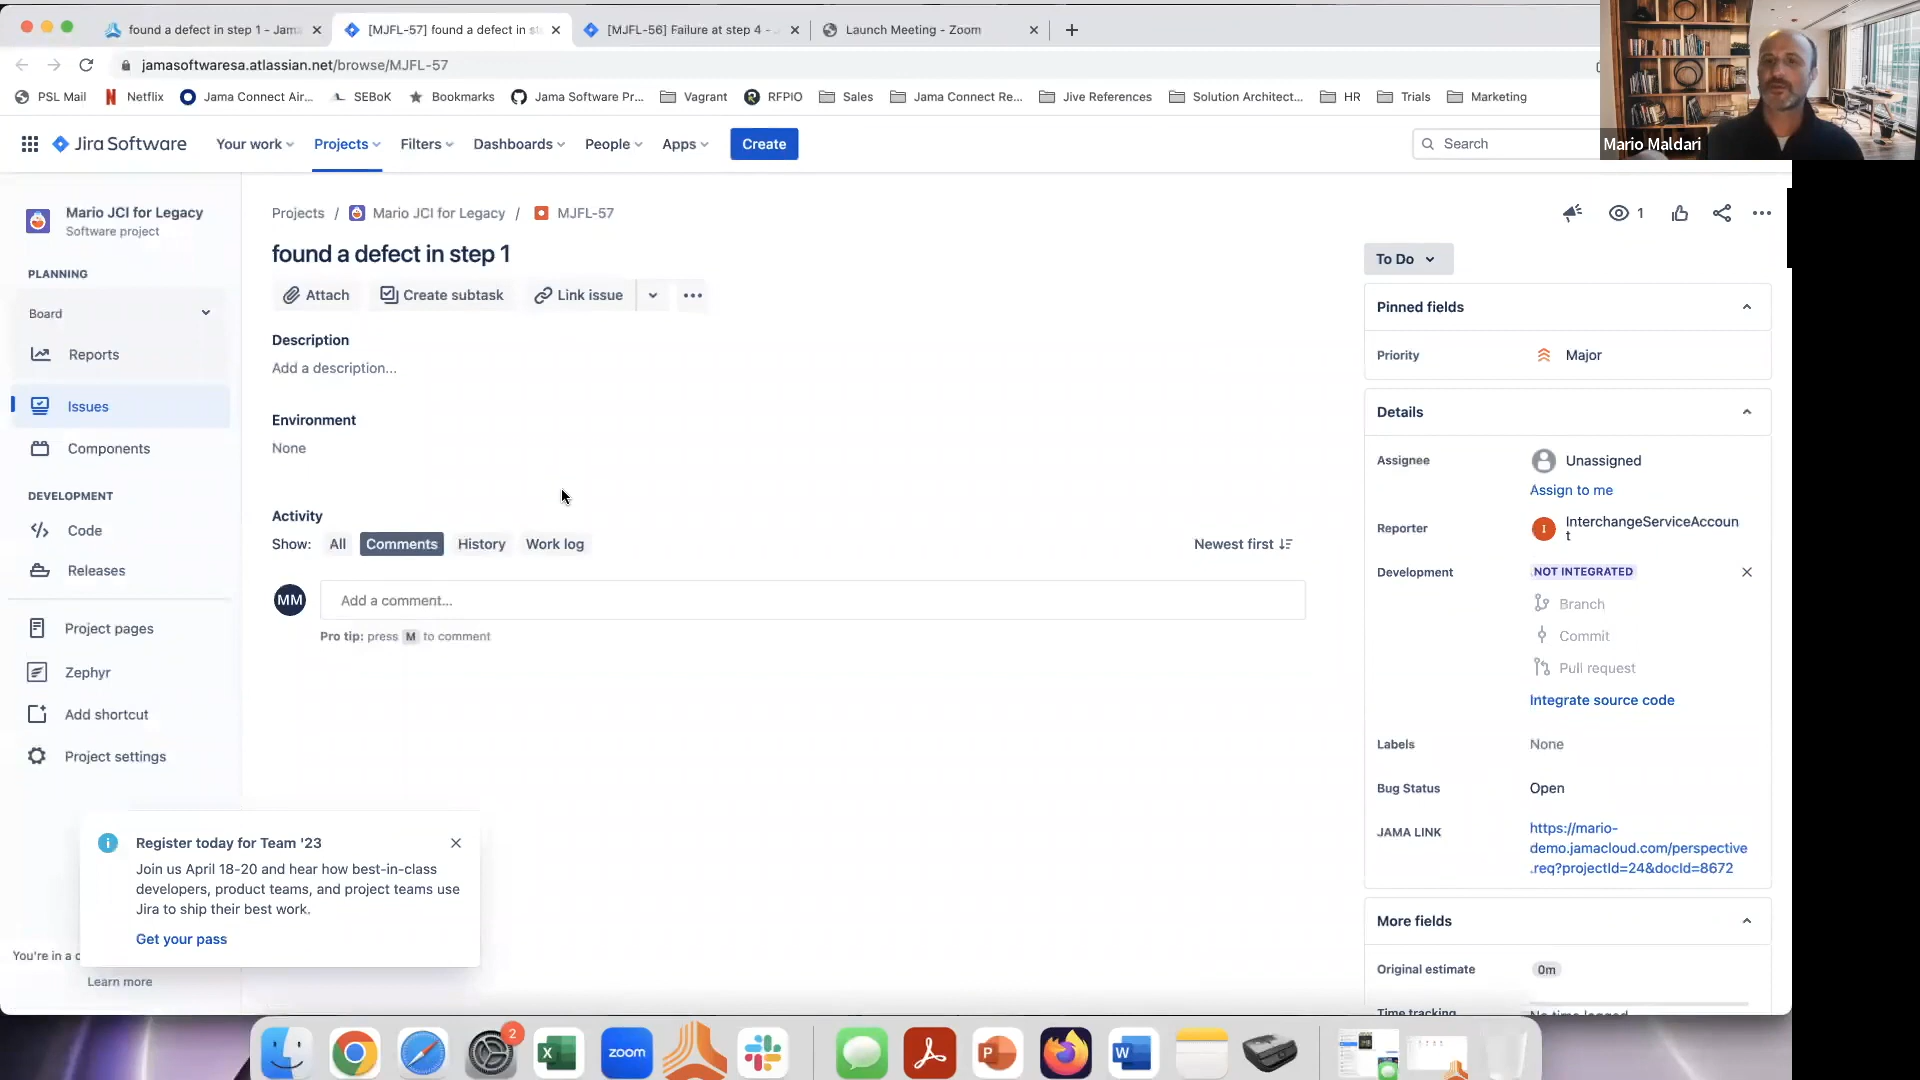 found a defect in step 1 - Jama
[MJFL-57] found a defect in st
[MJFL-56] Failure at step 4 -
Launch Meeting - Zoom
jamasoftwaresa.atlassian.net/browse/MJFL-57
PSL Mail
Netflix
Jama Connect Air...
SEBoK
Bookmarks
Jama Software Pr...
Vagrant
RFPIO
Sales
Jama Connect Re...
Jive References
Solution Architect...
HR
Trials
Marketing
Mario Maldari
Jira Software
Your work
Projects
Filters
Dashboards
People
Apps
Create
Search
Mario JCI for Legacy
Software project
PLANNING
Board
Reports
Issues
Components
DEVELOPMENT
Code
Releases
Project pages
Zephyr
Add shortcut
Project settings
Projects / Mario JCI for Legacy / MJFL-57
1
found a defect in step 1
Attach
Create subtask
Link issue
Description
Add a description...
Environment
None
Activity
Show: All Comments History Work log
Newest first
MM
Add a comment...
Pro tip: press M to comment
To Do
Pinned fields
Priority Major
Details
Assignee Unassigned
Assign to me
Reporter I InterchangeServiceAccoun
t
Development NOT INTEGRATED
Branch
Commit
Pull request
Integrate source code
Labels None
Bug Status Open
JAMA LINK https://mario-
demo.jamacloud.com/perspective
.req?projectId=24&docId=8672
More fields
Original estimate 0m
Time tracking No time logged
Register today for Team '23
Join us April 18-20 and hear how best-in-class
developers, product teams, and project teams use
Jira to ship their best work.
Get your pass
You're in a
Learn more
2
X
zoom
P
W